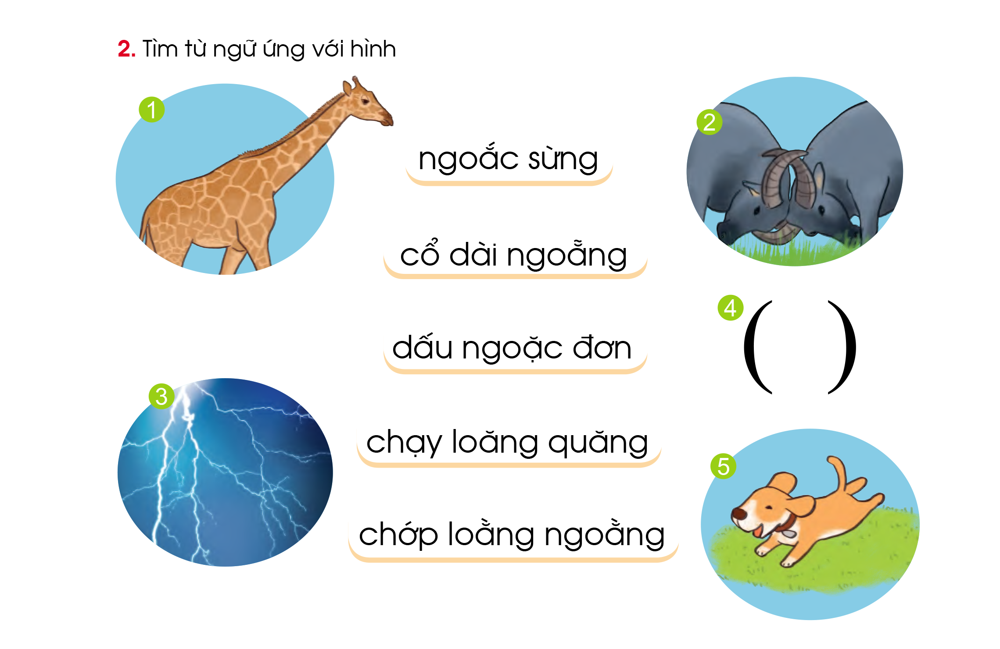 2. Tìm từ ngữ ứng với hình
1
2
ngoắc sừng
cổ dài ngoẵng
4
( )
dấu ngoặc đơn
3
chạy loăng quăng
5
chớp loằng ngoằng